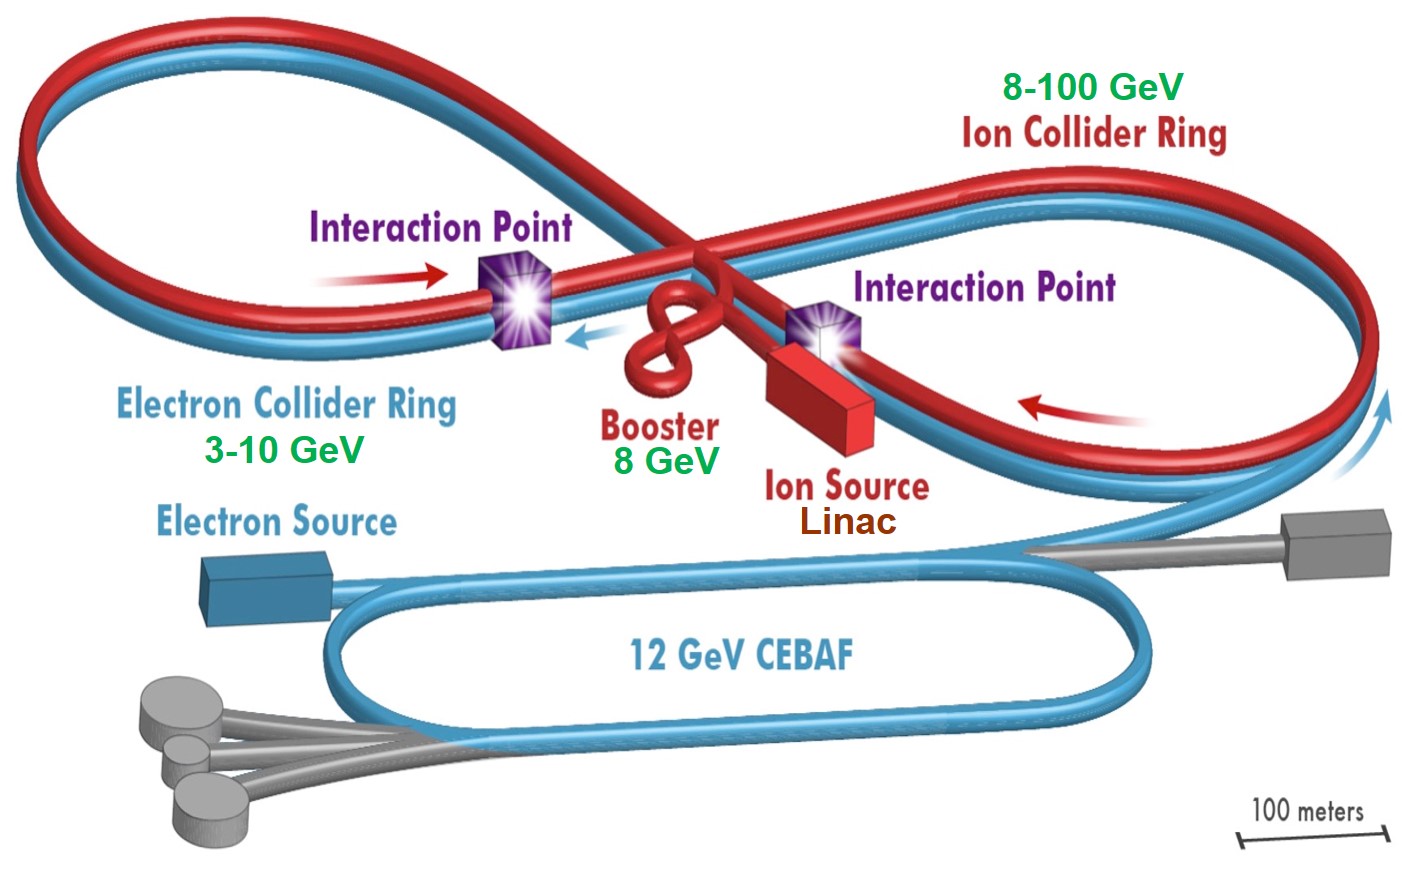 8-100 GeV
Ion Collider Ring
Interaction Point
Interaction Point
Electron Collider Ring
3-10 GeV
Booster
8 GeV
Ion Source
Linac
Electron Source
12 GeV CEBAF
100 meters